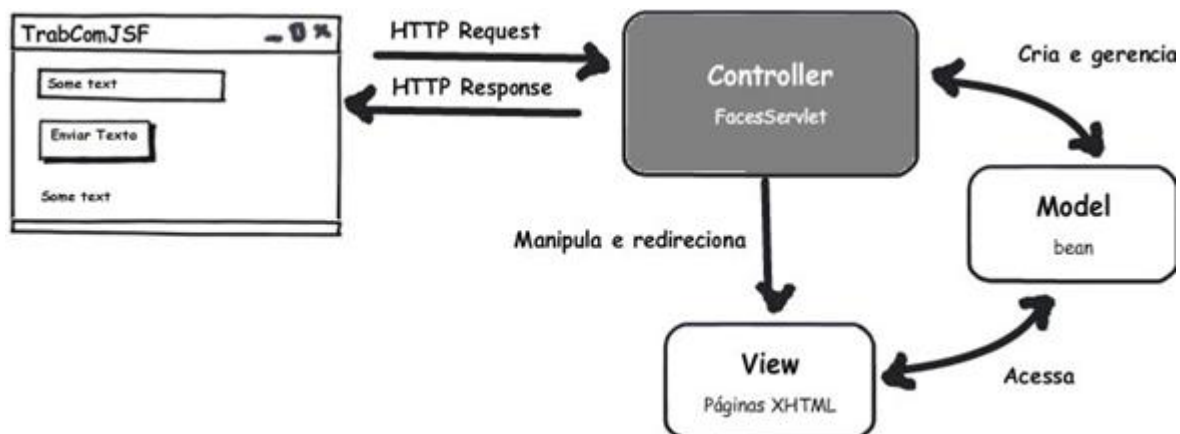 TrabComJSF
Some text
Enviar Texto
Some text
HTTP Request
HTTP Response
Controller
FacesServlet
Cria e gerencia
Model
bean
Manipula e redireciona
View
Páginas XHTML
Acessa